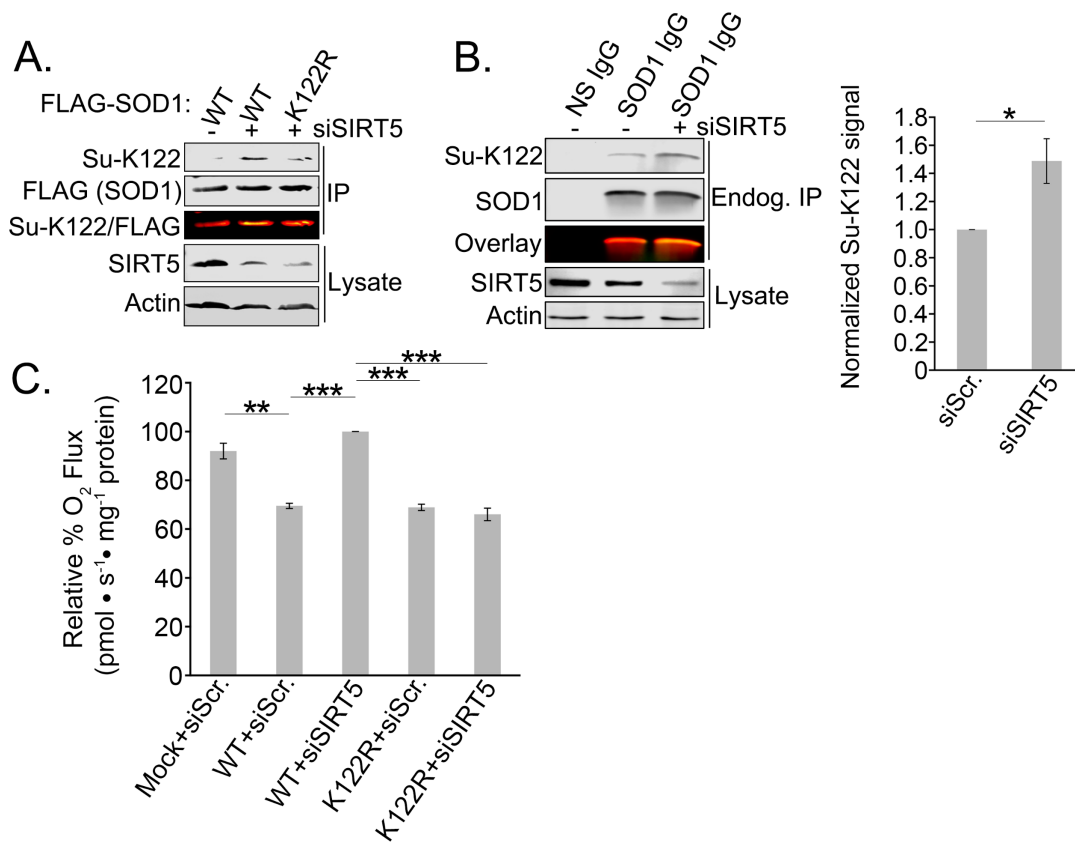 A.
FLAG-SOD1:
WT
WT
K122R
- + + siSIRT5
Su-K122
FLAG (SOD1)
Su-K122/FLAG
IP
SIRT5
Actin
Lysate
B.
NS IgG
SOD1 IgG
SOD1 IgG
- - + siSIRT5
Su-K122
SOD1
Overlay
Endog. IP
SIRT5
Actin
Lysate
Normalized Su-K122 signal
1.8
1.6
1.4
1.2
1.0
0.8
0.6
0.4
0.2
0
*
siScr.
siSIRT5
C.
Relative % O2 Flux
(pmol • s-1• mg-1 protein)
120
100
80
60
40
20
0
**
***
***
***
Mock+siScr.
WT+siScr.
WT+siSIRT5
K122R+siScr.
K122R+siSIRT5